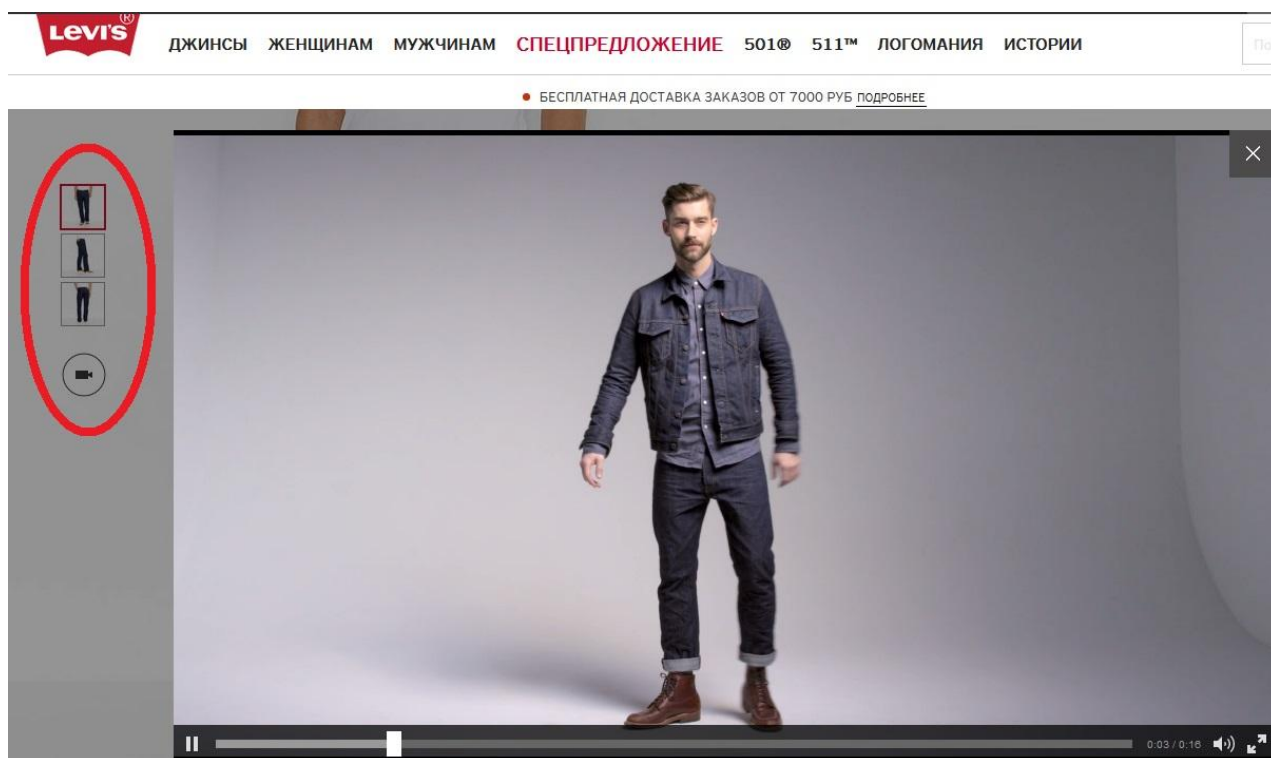 Levi's®
ДЖИНСЫ ЖЕНЩИНАМ МУЖЧИНАМ СПЕЦПРЕДЛОЖЕНИЕ 501® 511™ ЛОГОМАНИЯ ИСТОРИИ
По
• БЕСПЛАТНАЯ ДОСТАВКА ЗАКАЗОВ ОТ 7000 РУБ ПОДРОБНЕЕ
0:03 / 0:16